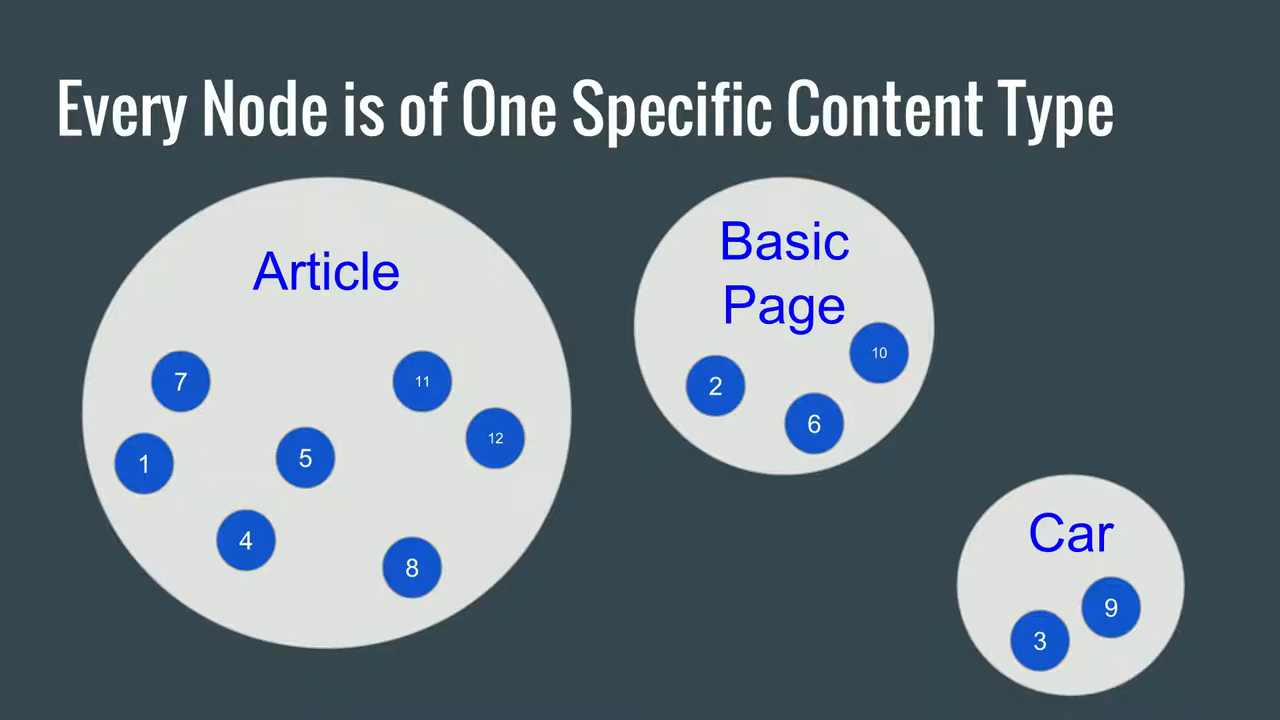 Every Node is of One Specific Content Type
Article
7
11
12
1
5
4
8
Basic
Page
10
2
6
Car
9
3